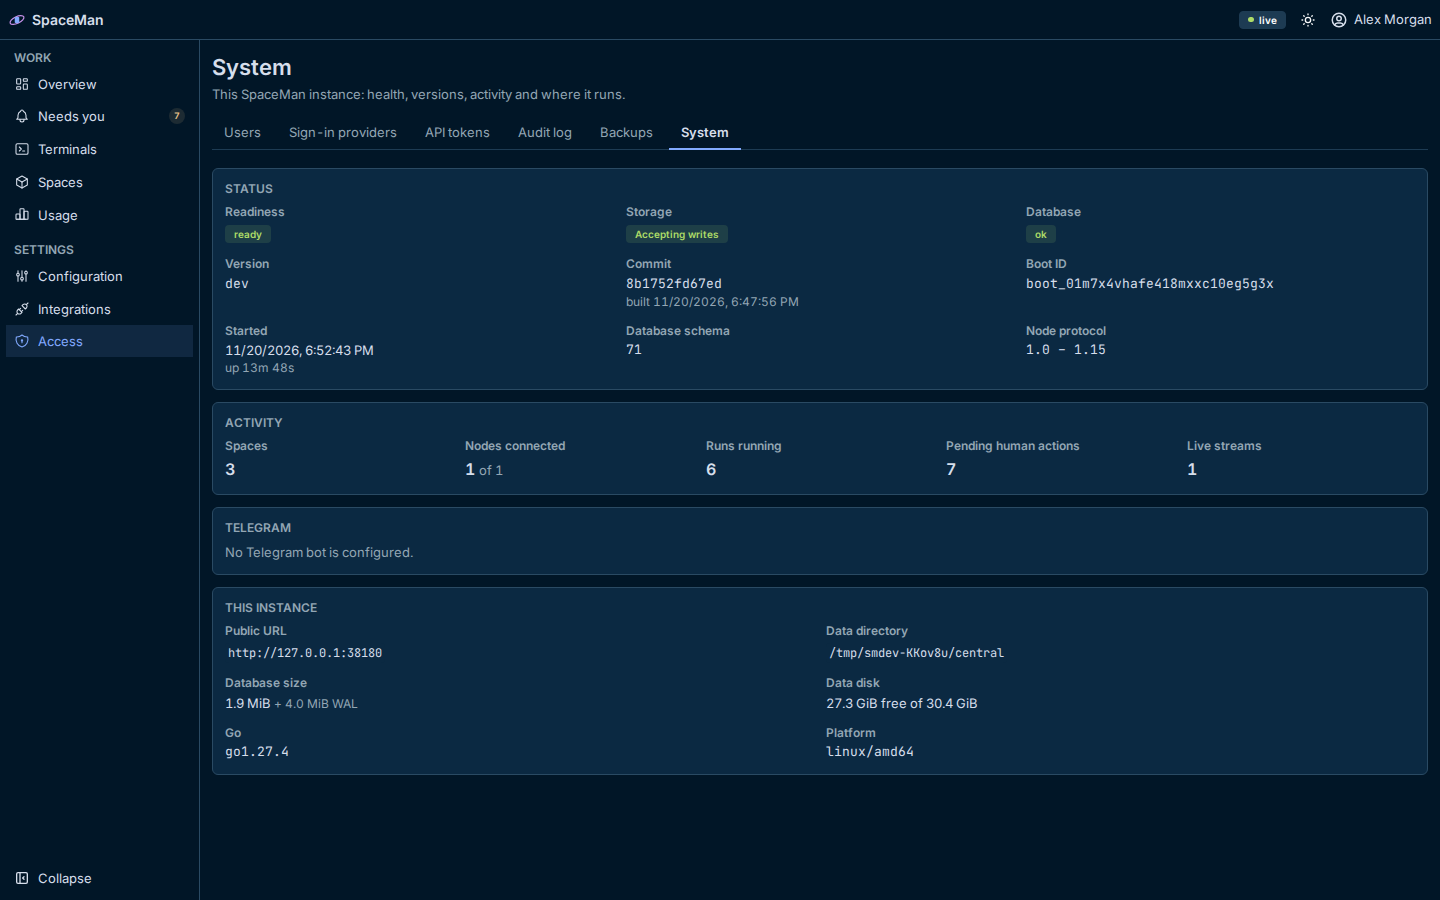 SpaceMan
live
Alex Morgan
WORK
Overview
Needs you 7
Terminals
Spaces
Usage
SETTINGS
Configuration
Integrations
Access
Collapse
System
This SpaceMan instance: health, versions, activity and where it runs.
Users Sign-in providers API tokens Audit log Backups System
STATUS
Readiness Storage Database
ready Accepting writes ok
Version Commit Boot ID
dev 8b1752fd67ed boot_01m7x4vhafe418mxxc10eg5g3x
built 11/20/2026, 6:47:56 PM
Started Database schema Node protocol
11/20/2026, 6:52:43 PM 71 1.0 – 1.15
up 13m 48s
ACTIVITY
Spaces Nodes connected Runs running Pending human actions Live streams
3 1 of 1 6 7 1
TELEGRAM
No Telegram bot is configured.
THIS INSTANCE
Public URL Data directory
http://127.0.0.1:38180 /tmp/smdev-KKov8u/central
Database size Data disk
1.9 MiB + 4.0 MiB WAL 27.3 GiB free of 30.4 GiB
Go Platform
go1.27.4 linux/amd64